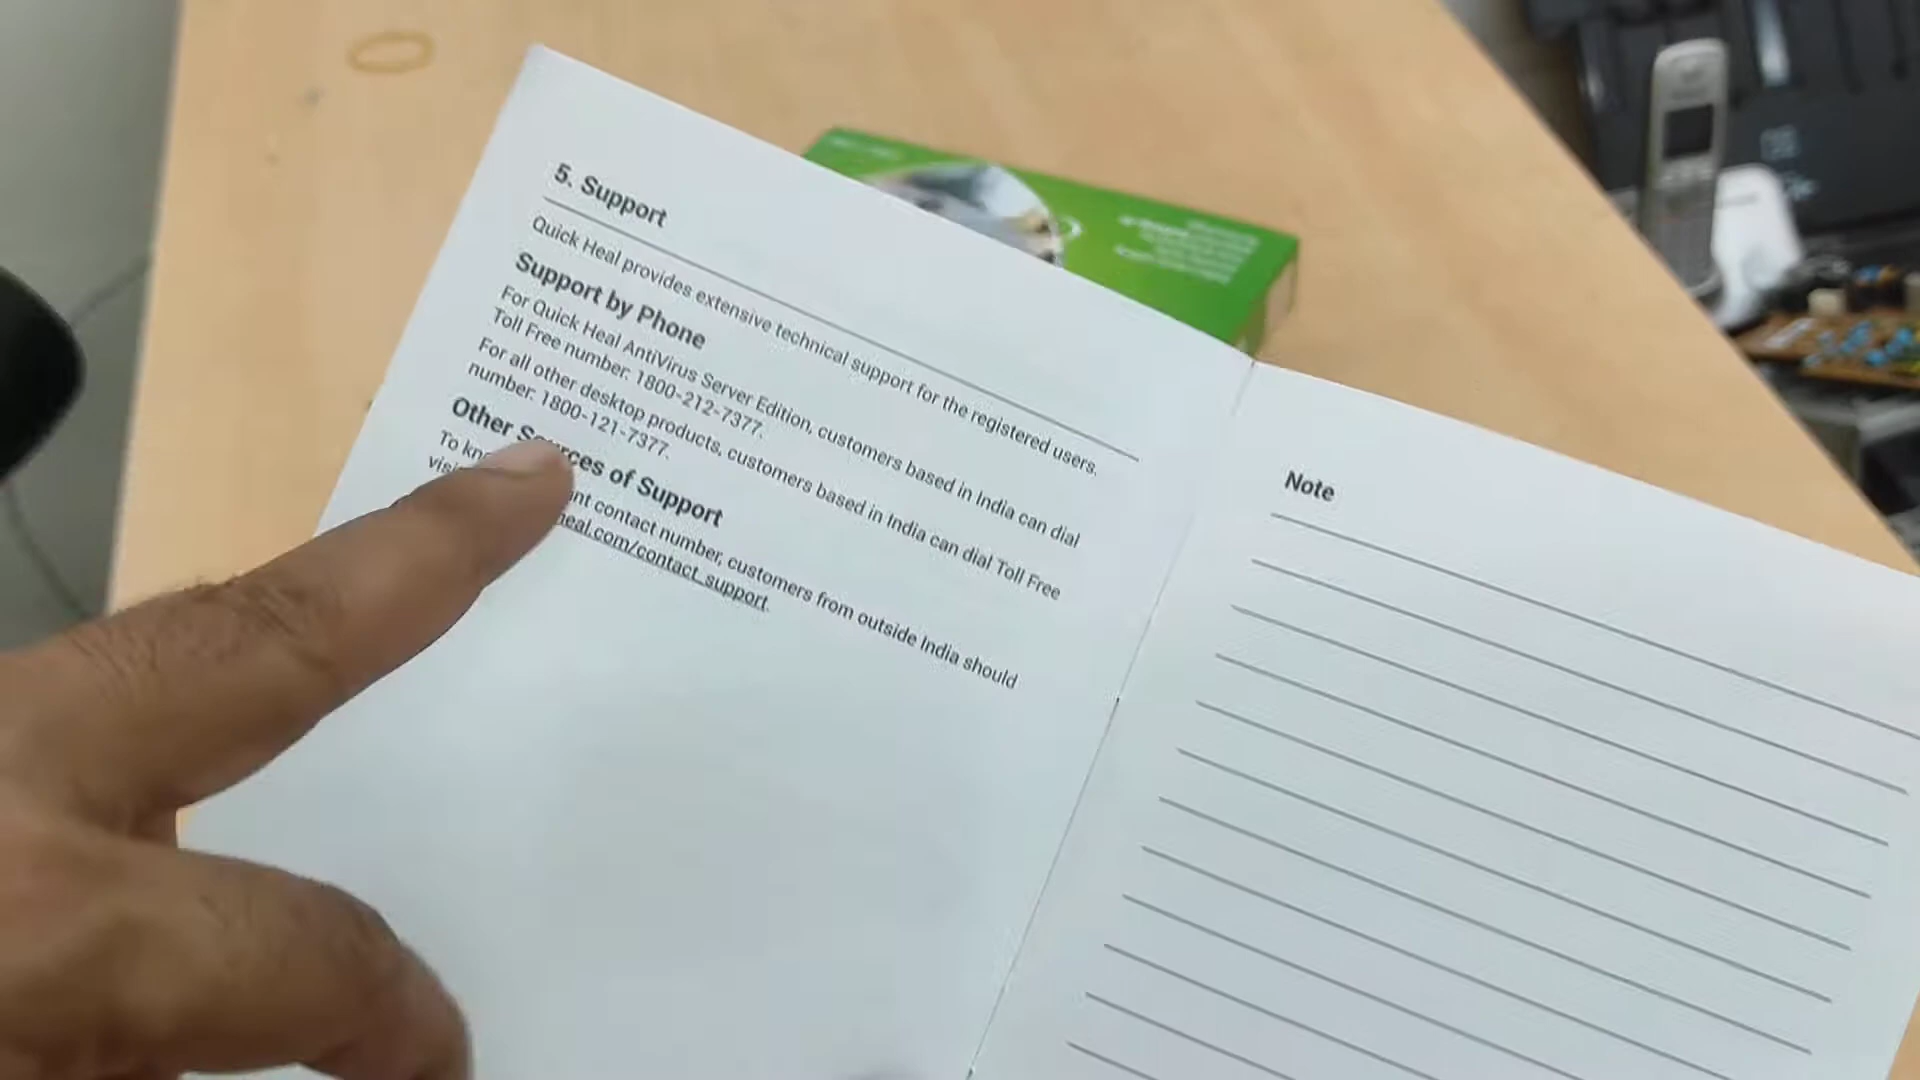 5. Support
Quick Heal provides extensive technical support for the registered users.
Support by Phone
For Quick Heal AntiVirus Server Edition, customers based in India can dial
Toll Free number: 1800-212-7377.
For all other desktop products, customers based in India can dial Toll Free
number: 1800-121-7377.
Other Sources of Support
To contact number, customers from outside India should
heal.com/contact_support.
Note